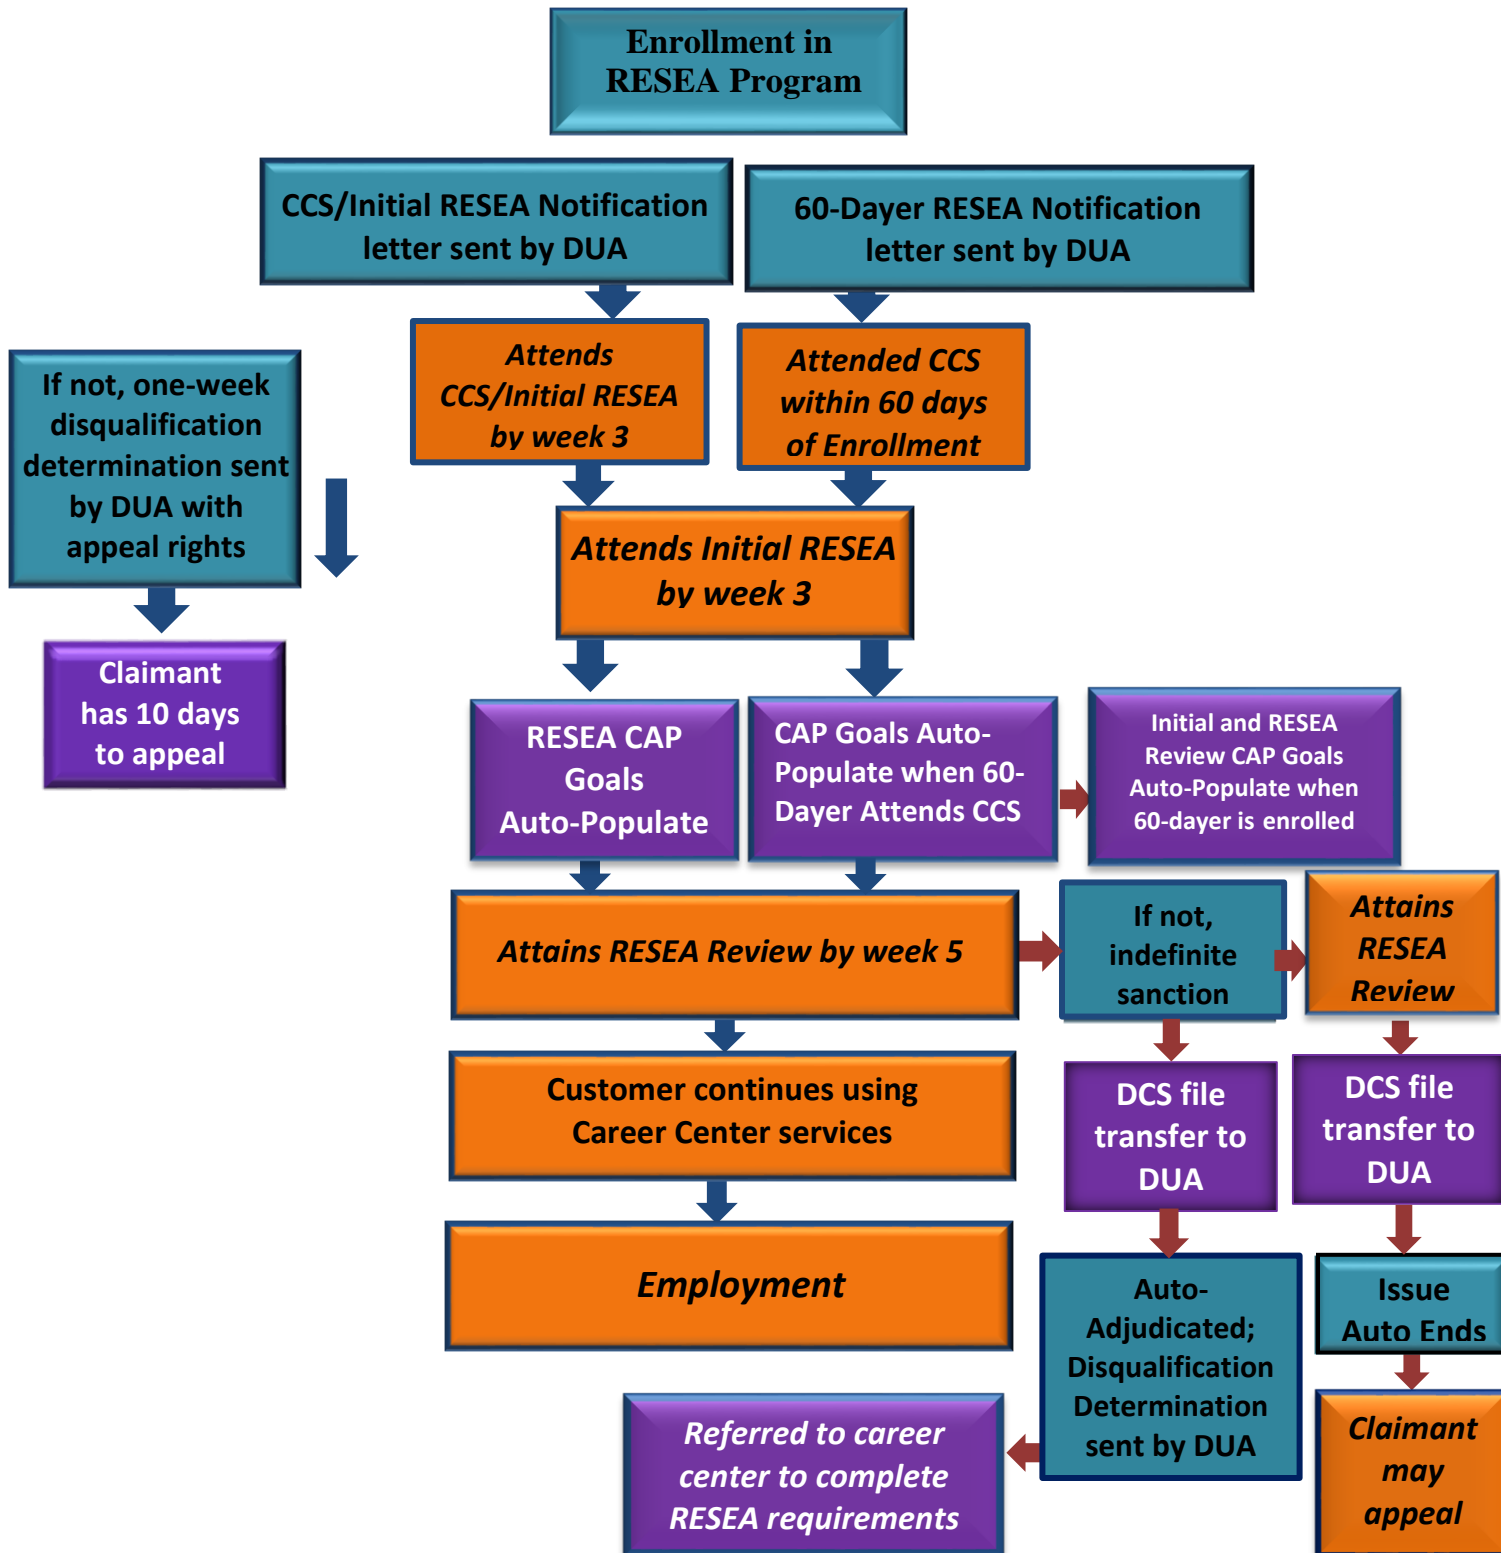 Enrollment in
RESEA Program
CCS/Initial RESEA Notification
letter sent by DUA
60-Dayer RESEA Notification
letter sent by DUA
Attends
CCS/Initial RESEA
by week 3
Attended CCS
within 60 days
of Enrollment
If not, one-week
disqualification
determination sent
by DUA with
appeal rights
Attends Initial RESEA
by week 3
Claimant
has 10 days
to appeal
RESEA CAP
Goals
Auto-Populate
CAP Goals Auto-
Populate when 60-
Dayer Attends CCS
Initial and RESEA
Review CAP Goals
Auto-Populate when
60-dayer is enrolled
Attains RESEA Review by week 5
If not,
indefinite
sanction
Attains
RESEA
Review
Customer continues using
Career Center services
DCS file
transfer to
DUA
DCS file
transfer to
DUA
Employment
Auto-
Adjudicated;
Disqualification
Determination
sent by DUA
Issue
Auto Ends
Referred to career
center to complete
RESEA requirements
Claimant
may
appeal